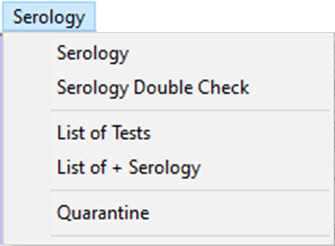 Serology
Serology
Serology Double Check
List of Tests
List of + Serology
Quarantine